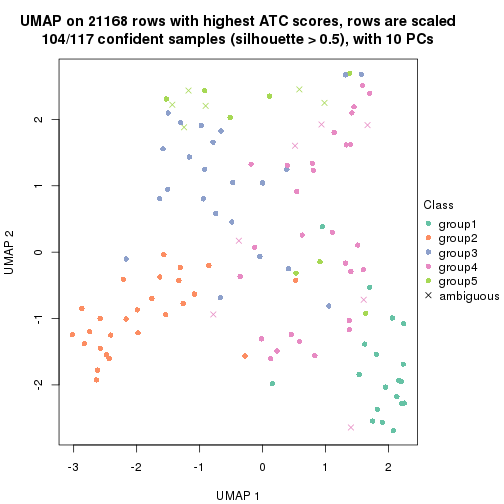 UMAP on 21168 rows with highest ATC scores, rows are scaled
104/117 confident samples (silhouette > 0.5), with 10 PCs
UMAP 2
2
1
0
-1
-2
-3
-2
-1
0
1
2
UMAP 1
Class
group1
group2
group3
group4
group5
ambiguous